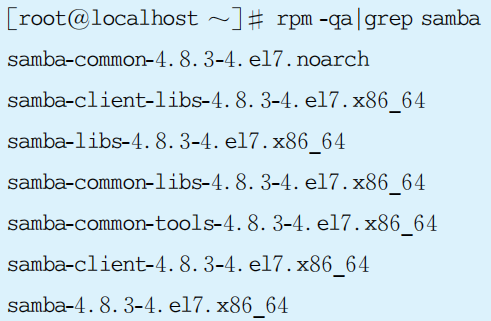 [root@localhost ～]# rpm -qa|grep samba
samba-common-4.8.3-4.el7.noarch
samba-client-libs-4.8.3-4.el7.x86_64
samba-libs-4.8.3-4.el7.x86_64
samba-common-libs-4.8.3-4.el7.x86_64
samba-common-tools-4.8.3-4.el7.x86_64
samba-client-4.8.3-4.el7.x86_64
samba-4.8.3-4.el7.x86_64